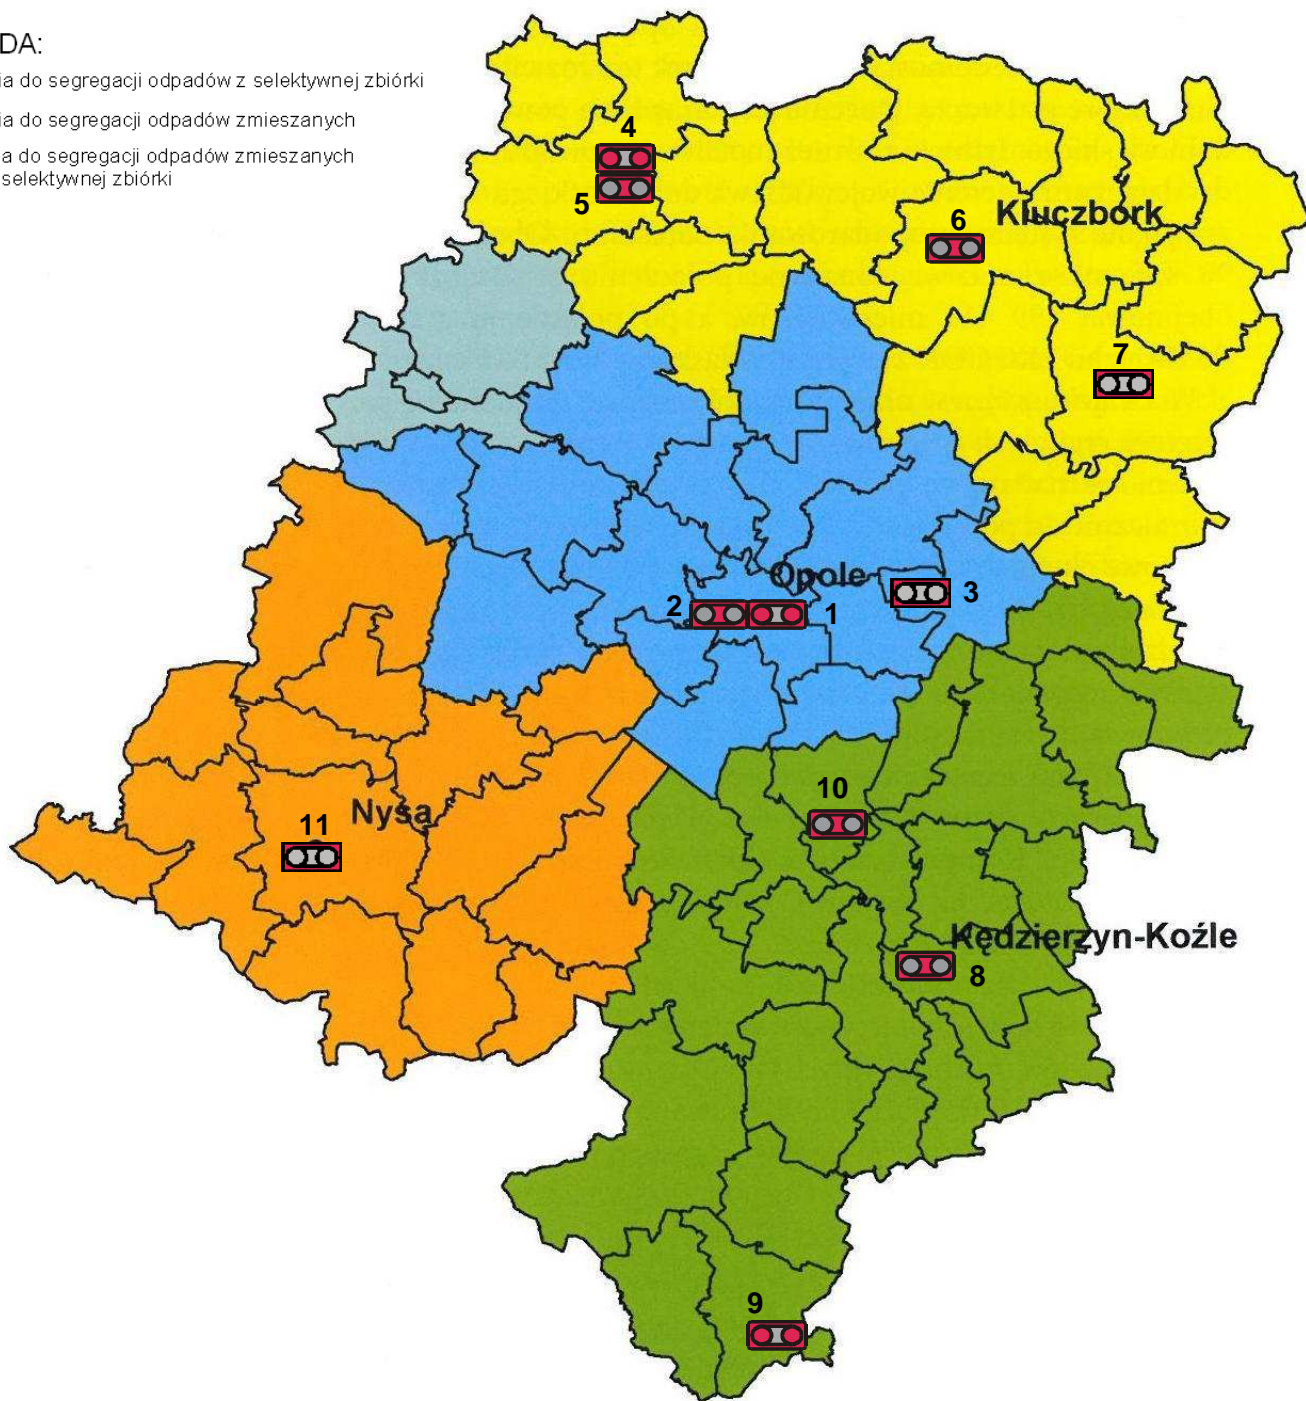 DA:
ia do segregacji odpadów z selektywnej zbiórki
ia do segregacji odpadów zmieszanych
a do segregacji odpadów zmieszanych
selektywnej zbiórki
4
5
6
Kluczbork
7
Opole
2
1
3
10
Nysa
11
Kędzierzyn-Koźle
8
9